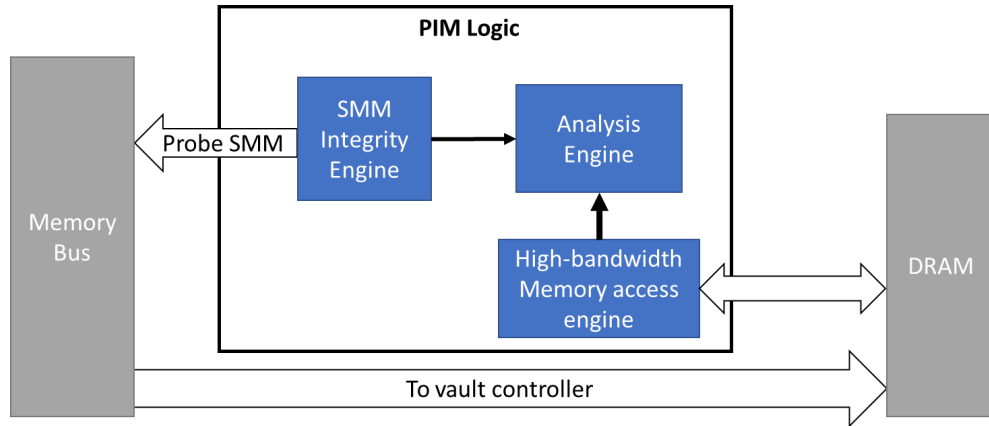 PIM Logic
SMM
Integrity
Engine
Analysis
Engine
Probe SMM
Memory
Bus
High-bandwidth
Memory access
engine
DRAM
To vault controller